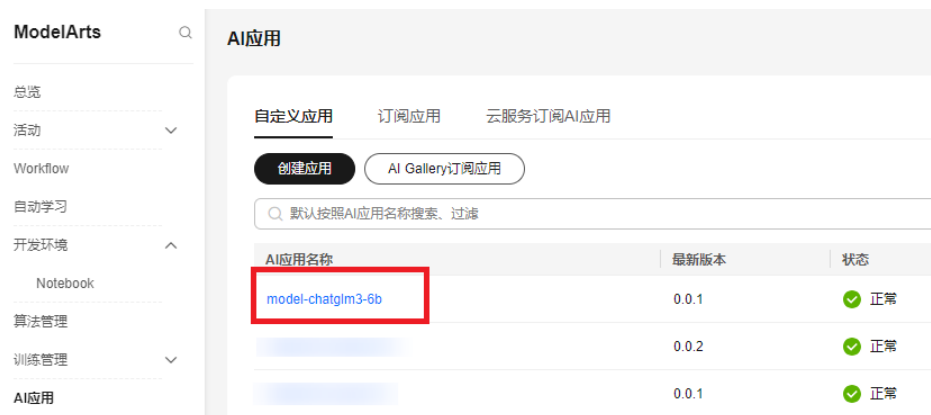 ModelArts
总览
活动
Workflow
自动学习
开发环境
Notebook
算法管理
训练管理
AI应用
AI应用
自定义应用 订阅应用 云服务订阅AI应用
创建应用 AI Gallery订阅应用
默认按照AI应用名称搜索、过滤
AI应用名称 最新版本 状态
model-chatglm3-6b 0.0.1 正常
0.0.2 正常
0.0.1 正常